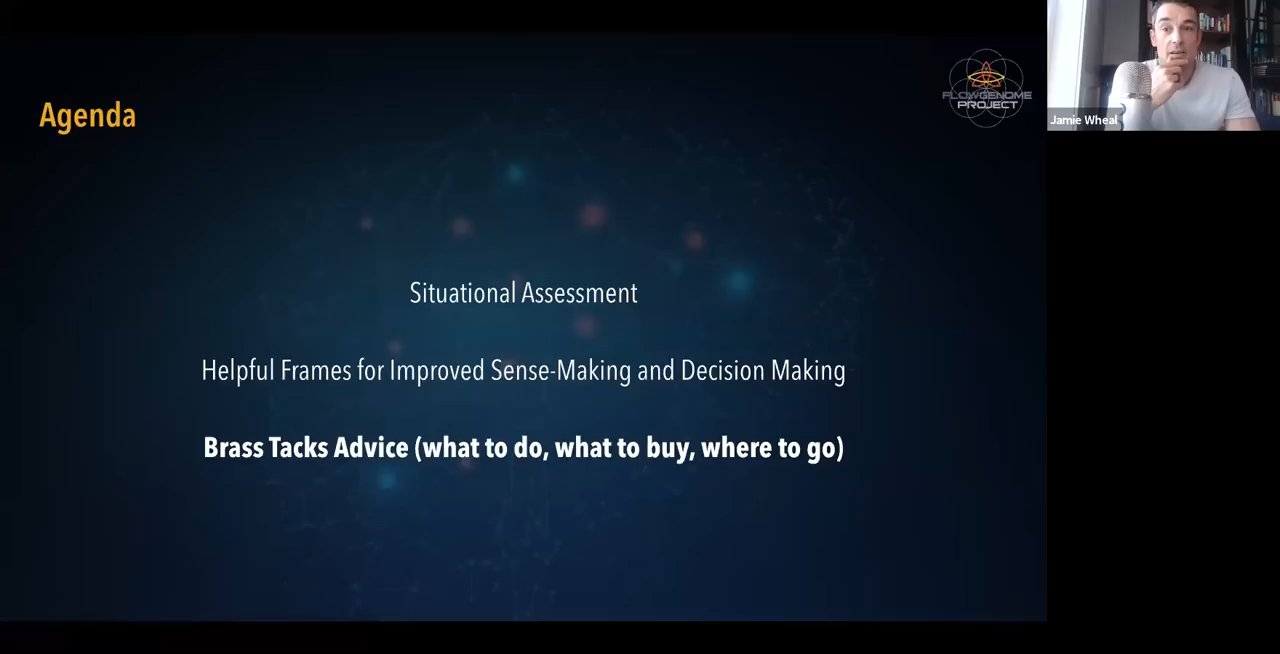 Agenda
FLOWGENOME
PROJECT
Jamie Wheal
Situational Assessment
Helpful Frames for Improved Sense-Making and Decision Making
Brass Tacks Advice (what to do, what to buy, where to go)